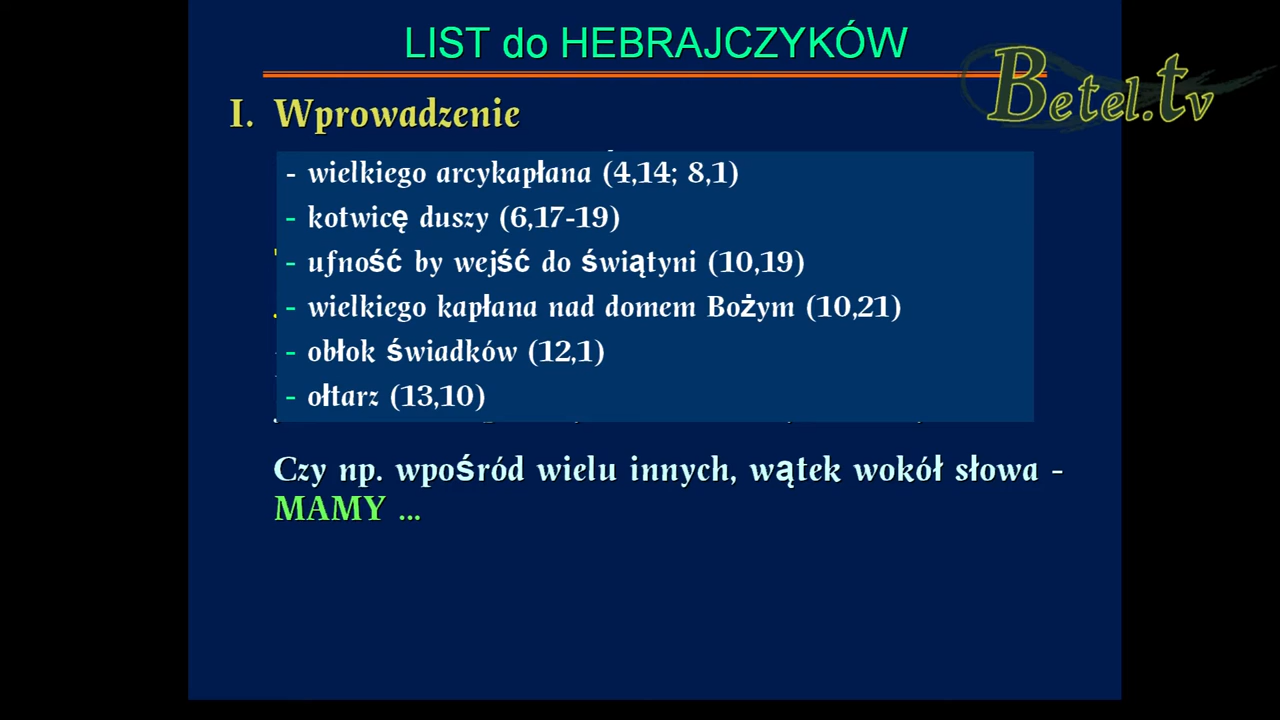 LIST do HEBRAJCZYKÓW
Betel.tv
I. Wprowadzenie
- wielkiego arcykapłana (4,14; 8,1)
- kotwicę duszy (6,17-19)
- ufność by wejść do świątyni (10,19)
- wielkiego kapłana nad domem Bożym (10,21)
- obłok świadków (12,1)
- ołtarz (13,10)
Czy np. wpośród wielu innych, wątek wokół słowa -
MAMY ...